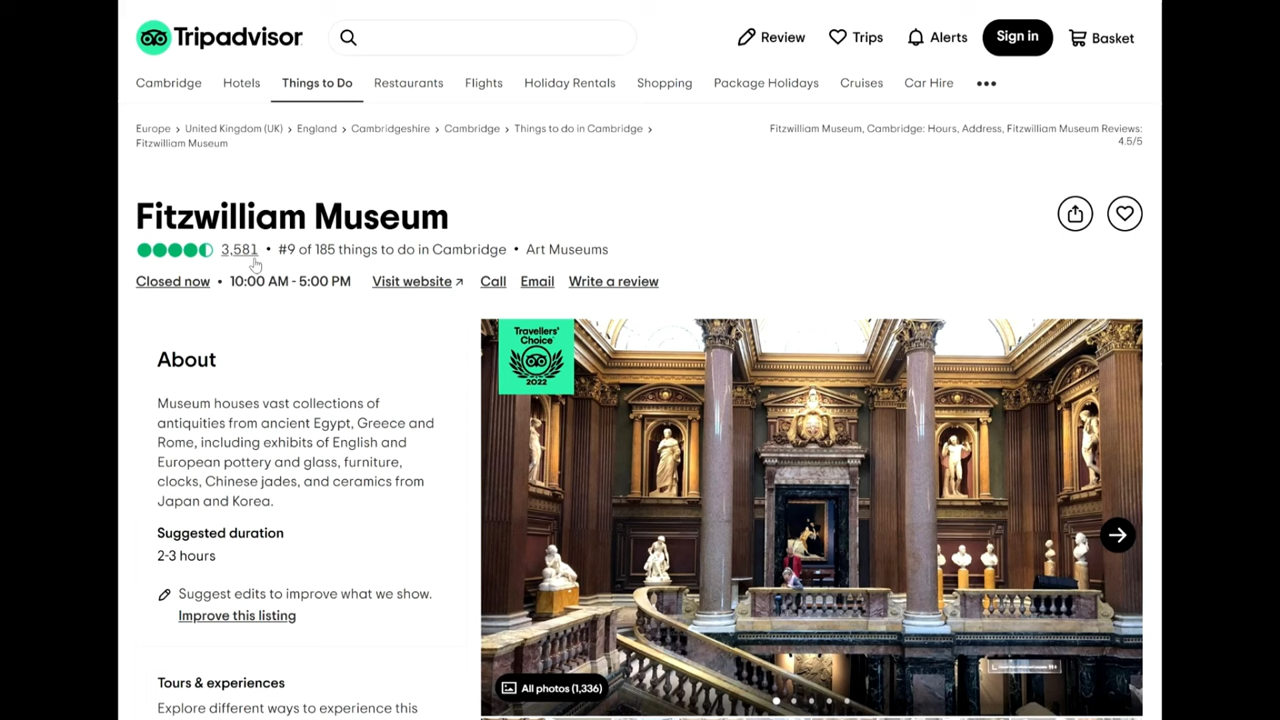 Tripadvisor
Review
Trips
Alerts
Sign in
Basket
Cambridge
Hotels
Things to Do
Restaurants
Flights
Holiday Rentals
Shopping
Package Holidays
Cruises
Car Hire
Europe > United Kingdom (UK) > England > Cambridgeshire > Cambridge > Things to do in Cambridge >
Fitzwilliam Museum
Fitzwilliam Museum, Cambridge: Hours, Address, Fitzwilliam Museum Reviews:
4.5/5
Fitzwilliam Museum
3,581 • #9 of 185 things to do in Cambridge • Art Museums
Closed now • 10:00 AM - 5:00 PM Visit website Call Email Write a review
About
Museum houses vast collections of
antiquities from ancient Egypt, Greece and
Rome, including exhibits of English and
European pottery and glass, furniture,
clocks, Chinese jades, and ceramics from
Japan and Korea.
Suggested duration
2-3 hours
Suggest edits to improve what we show.
Improve this listing
Tours & experiences
Explore different ways to experience this
Travellers'
Choice
2022
All photos (1,336)